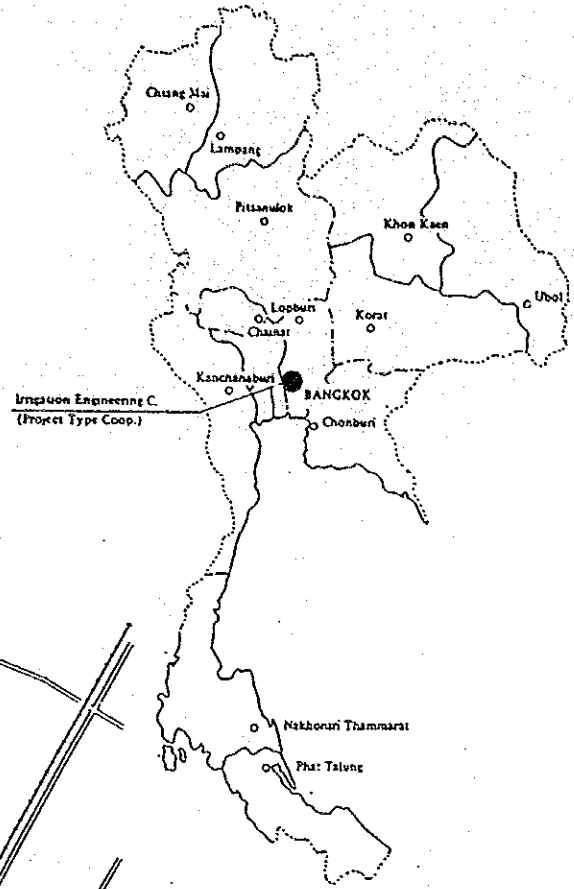 Chiang Mai
Lampang
Pitsanulok
Khon Kaen
Ubol
Lopburi
Korat
Chainat
Kanchanaburi
BANGKOK
Irrigation Engineering C.
(Project Type Coop.)
Chonburi
Nakhonsri Thammarat
Phat Talung